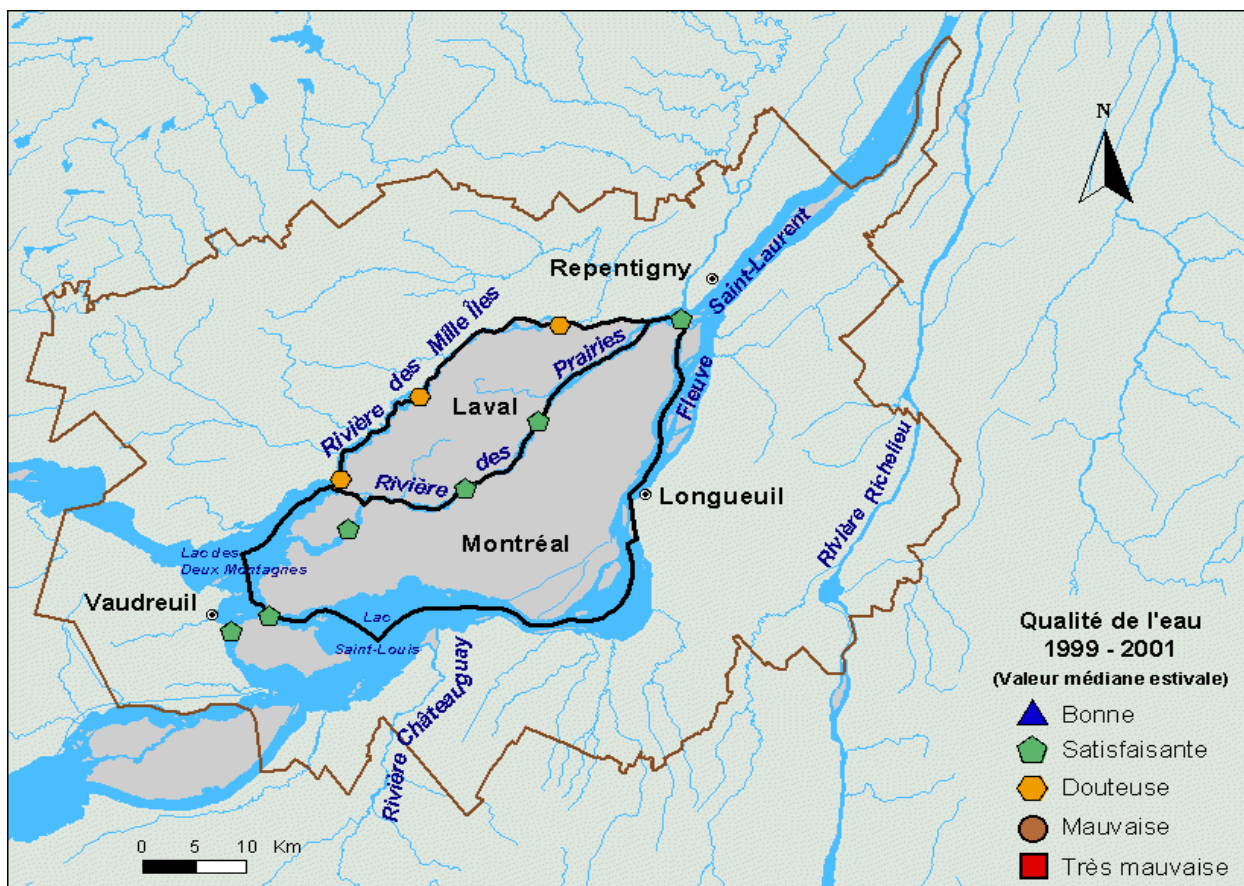 N
Repentigny
Saint-Laurent
Fleuve
Rivière des Mille Îles
Rivière des Prairies
Laval
Longueuil
Montréal
Rivière Richelieu
Lac des
Deux Montagnes
Vaudreuil
Lac
Saint-Louis
Rivière Châteauguay
Qualité de l'eau
1999 - 2001
(Valeur médiane estivale)
Bonne
Satisfaisante
Douteuse
Mauvaise
Très mauvaise
0 5 10 Km